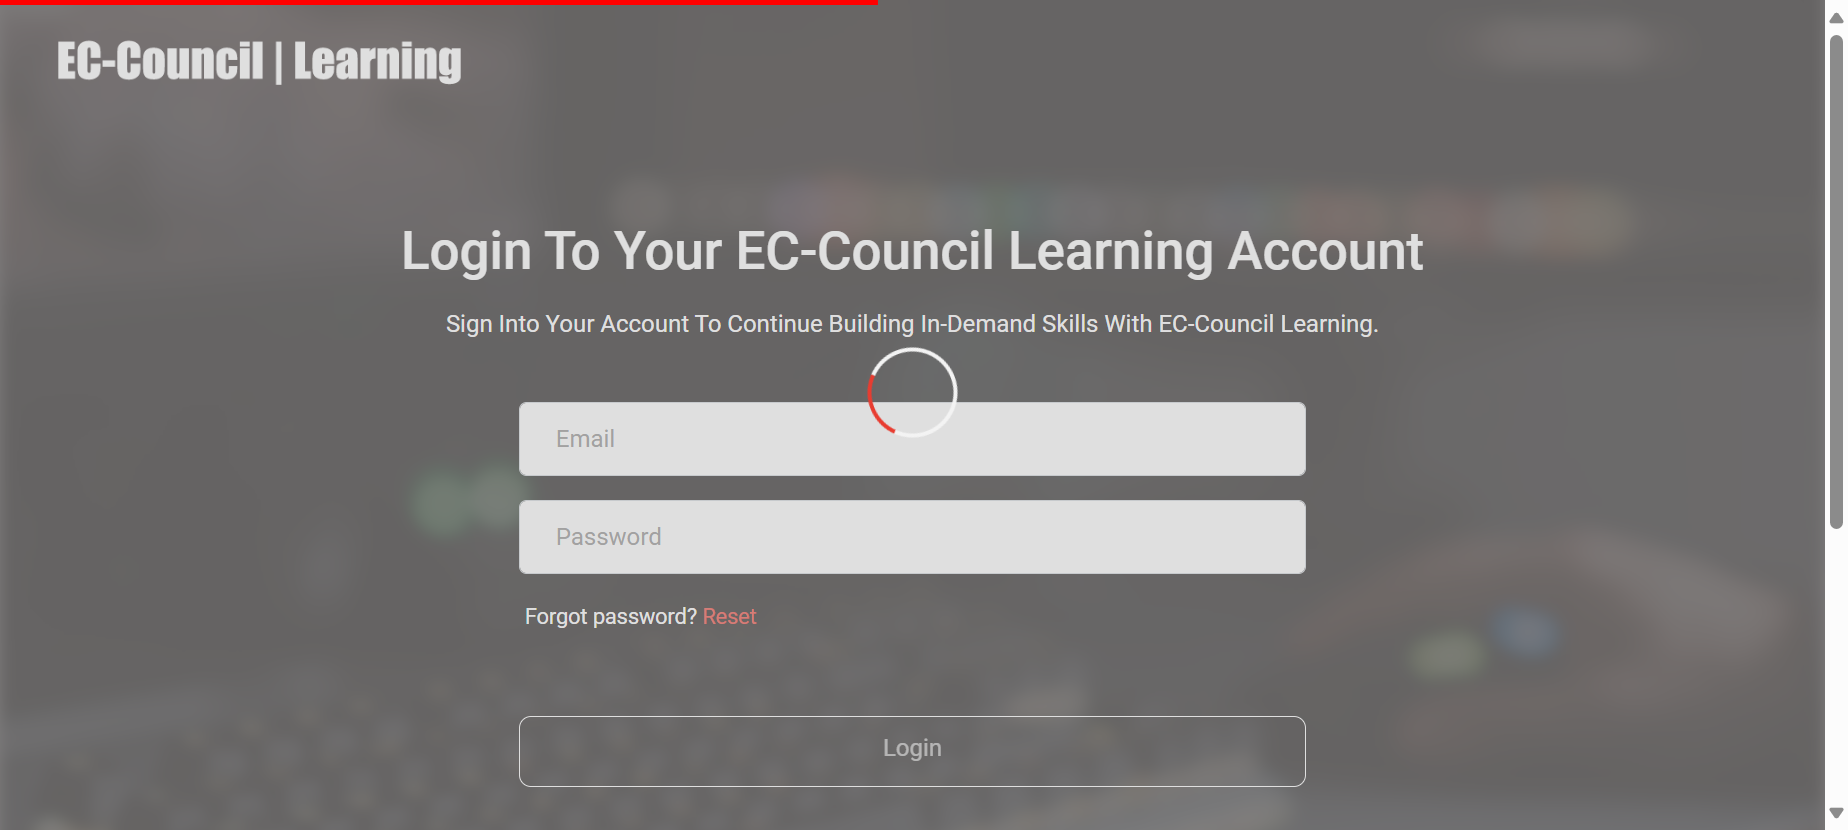 EC-Council | Learning
Login To Your EC-Council Learning Account
Sign Into Your Account To Continue Building In-Demand Skills With EC-Council Learning.
Email
Password
Forgot password? Reset
Login